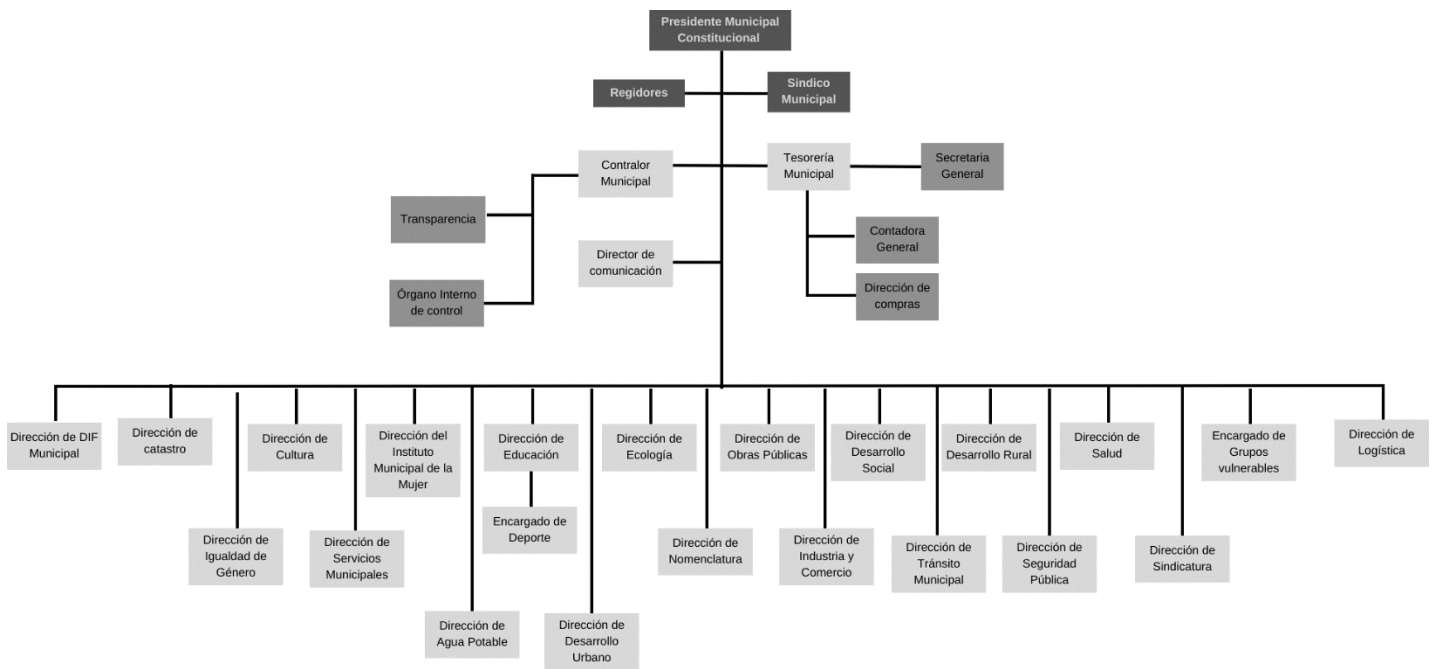 Presidente Municipal
Constitucional
Regidores
Sindico
Municipal
Contralor
Municipal
Tesorería
Municipal
Secretaria
General
Transparencia
Contadora
General
Director de
comunicación
Órgano Interno
de control
Dirección de
compras
Dirección de DIF
Municipal
Dirección de
catastro
Dirección de
Cultura
Dirección del
Instituto
Municipal de la
Mujer
Dirección de
Educación
Dirección de
Ecología
Dirección de
Obras Públicas
Dirección de
Desarrollo
Social
Dirección de
Desarrollo Rural
Dirección de
Salud
Encargado de
Grupos
vulnerables
Dirección de
Logística
Dirección de
Igualdad de
Género
Dirección de
Servicios
Municipales
Encargado de
Deporte
Dirección de
Nomenclatura
Dirección de
Industria y
Comercio
Dirección de
Tránsito
Municipal
Dirección de
Seguridad
Pública
Dirección de
Sindicatura
Dirección de
Agua Potable
Dirección de
Desarrollo
Urbano